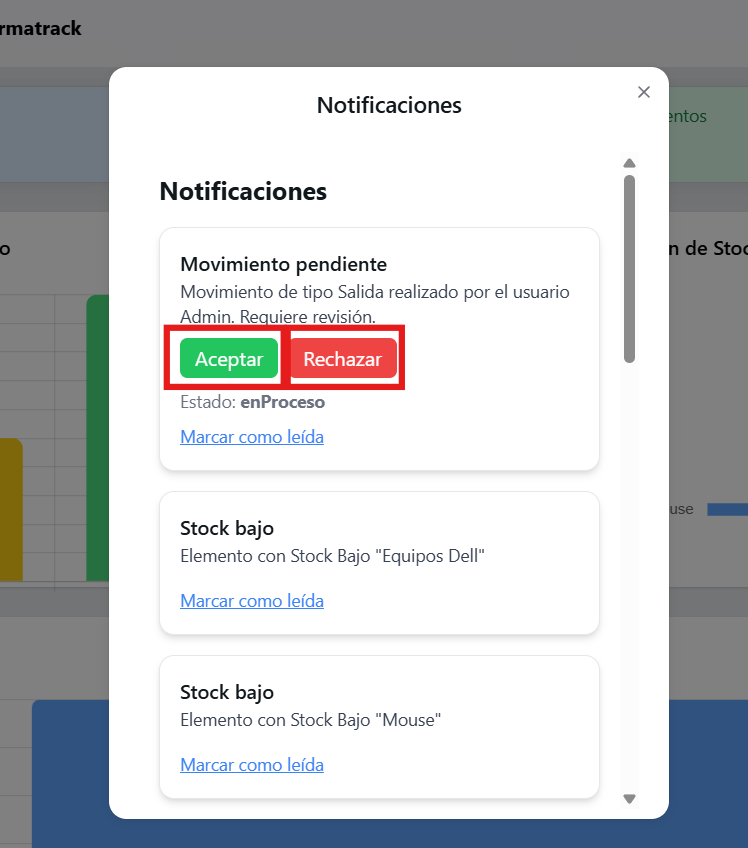 rmatrack
Notificaciones
entos
Notificaciones
o
n de Stoc
Movimiento pendiente
Movimiento de tipo Salida realizado por el usuario
Admin. Requiere revisión.
Aceptar Rechazar
Estado: enProceso
Marcar como leída
use
Stock bajo
Elemento con Stock Bajo "Equipos Dell"
Marcar como leída
Stock bajo
Elemento con Stock Bajo "Mouse"
Marcar como leída